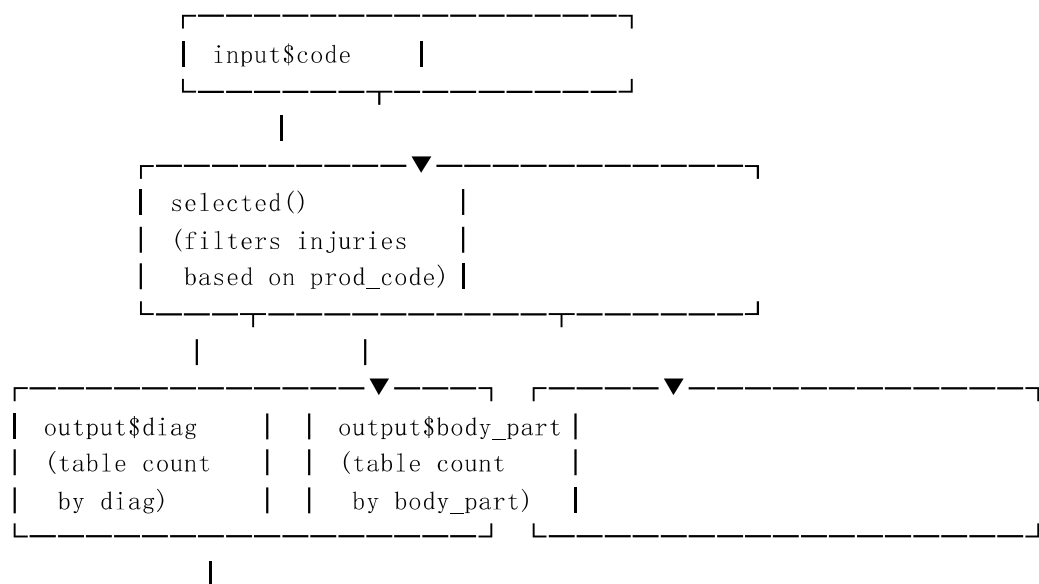 input$code
selected()
(filters injuries
based on prod_code)
output$diag
(table count
by diag)
output$body_part
(table count
by body_part)